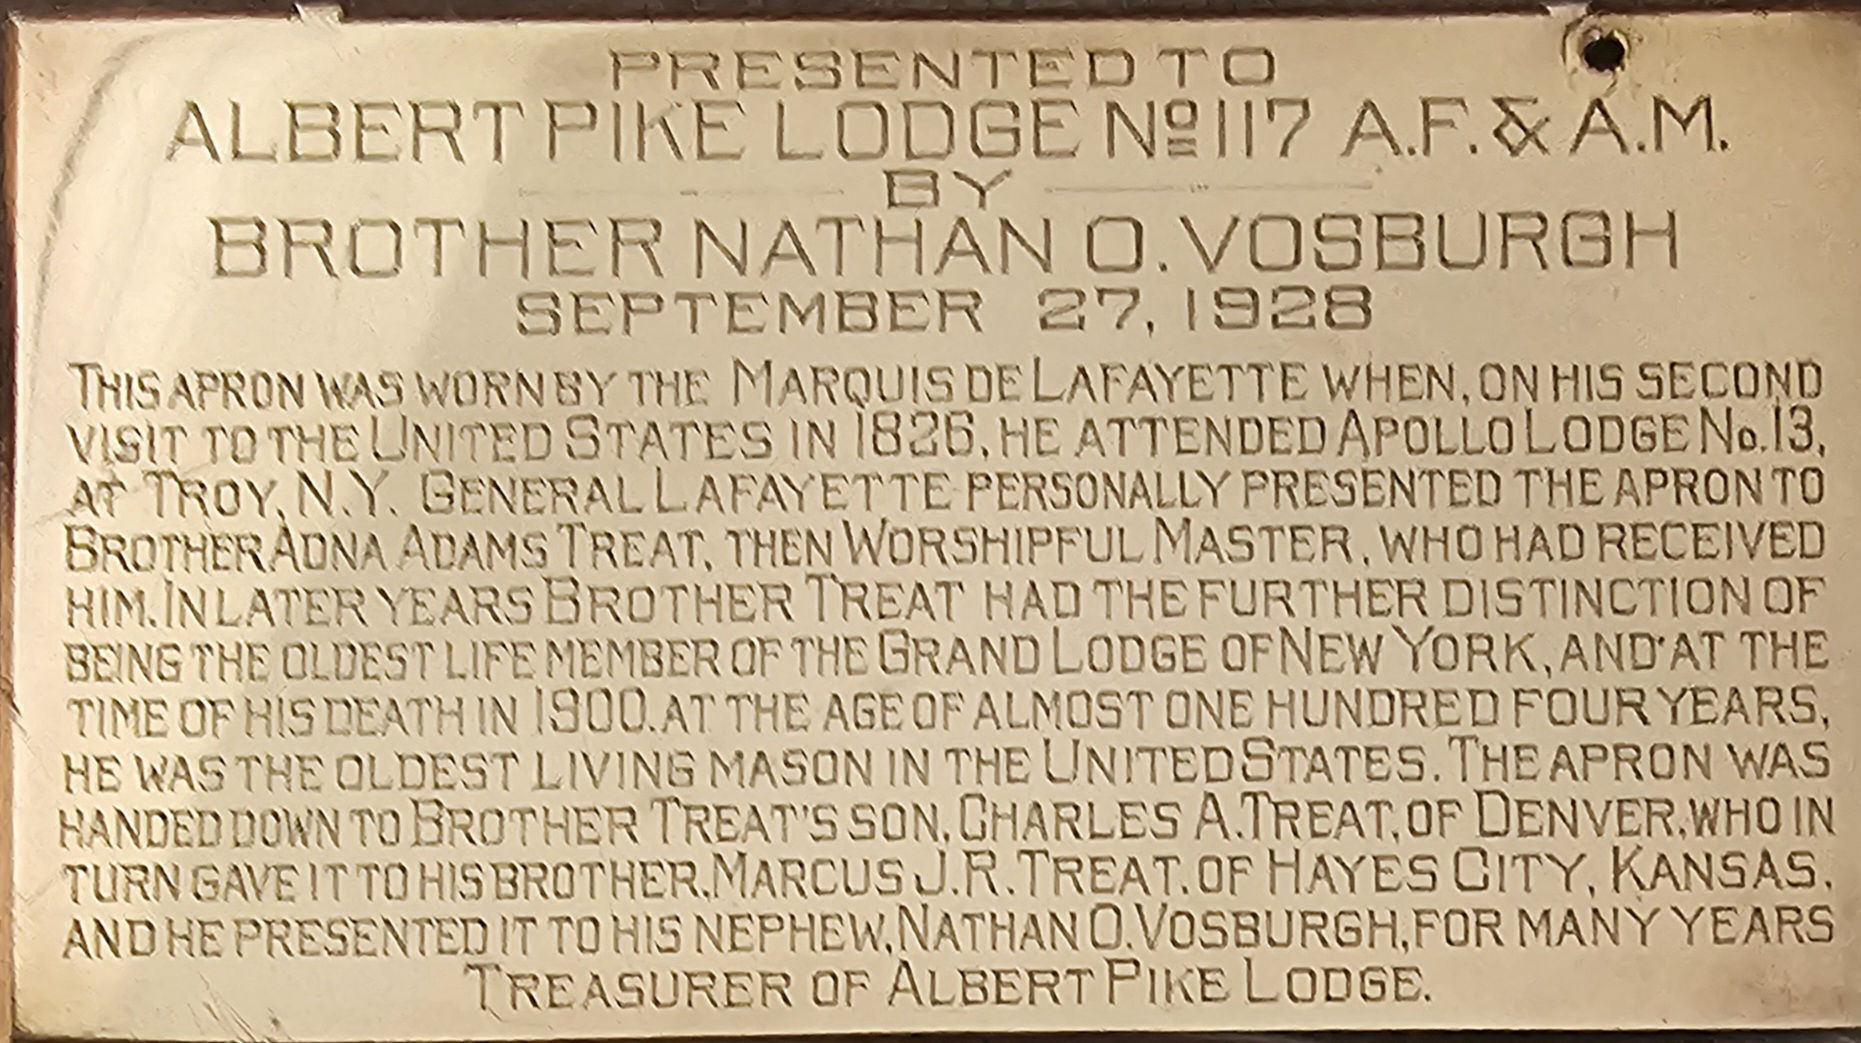 PRESENTED TO
ALBERT PIKE LODGE No 117 A.F. & A.M.
BY
BROTHER NATHAN O. VOSBURGH
SEPTEMBER 27, 1928
THIS APRON WAS WORN BY THE MARQUIS DE LAFAYETTE WHEN, ON HIS SECOND
VISIT TO THE UNITED STATES IN 1826, HE ATTENDED APOLLO LODGE No. 13,
AT TROY, N.Y. GENERAL LAFAYETTE PERSONALLY PRESENTED THE APRON TO
BROTHER ADNA ADAMS TREAT, THEN WORSHIPFUL MASTER, WHO HAD RECEIVED
HIM. IN LATER YEARS BROTHER TREAT HAD THE FURTHER DISTINCTION OF
BEING THE OLDEST LIFE MEMBER OF THE GRAND LODGE OF NEW YORK, AND AT THE
TIME OF HIS DEATH IN 1900, AT THE AGE OF ALMOST ONE HUNDRED FOUR YEARS,
HE WAS THE OLDEST LIVING MASON IN THE UNITED STATES. THE APRON WAS
HANDED DOWN TO BROTHER TREAT'S SON, CHARLES A. TREAT, OF DENVER, WHO IN
TURN GAVE IT TO HIS BROTHER, MARCUS J.R. TREAT, OF HAYES CITY, KANSAS,
AND HE PRESENTED IT TO HIS NEPHEW, NATHAN O. VOSBURGH, FOR MANY YEARS
TREASURER OF ALBERT PIKE LODGE.